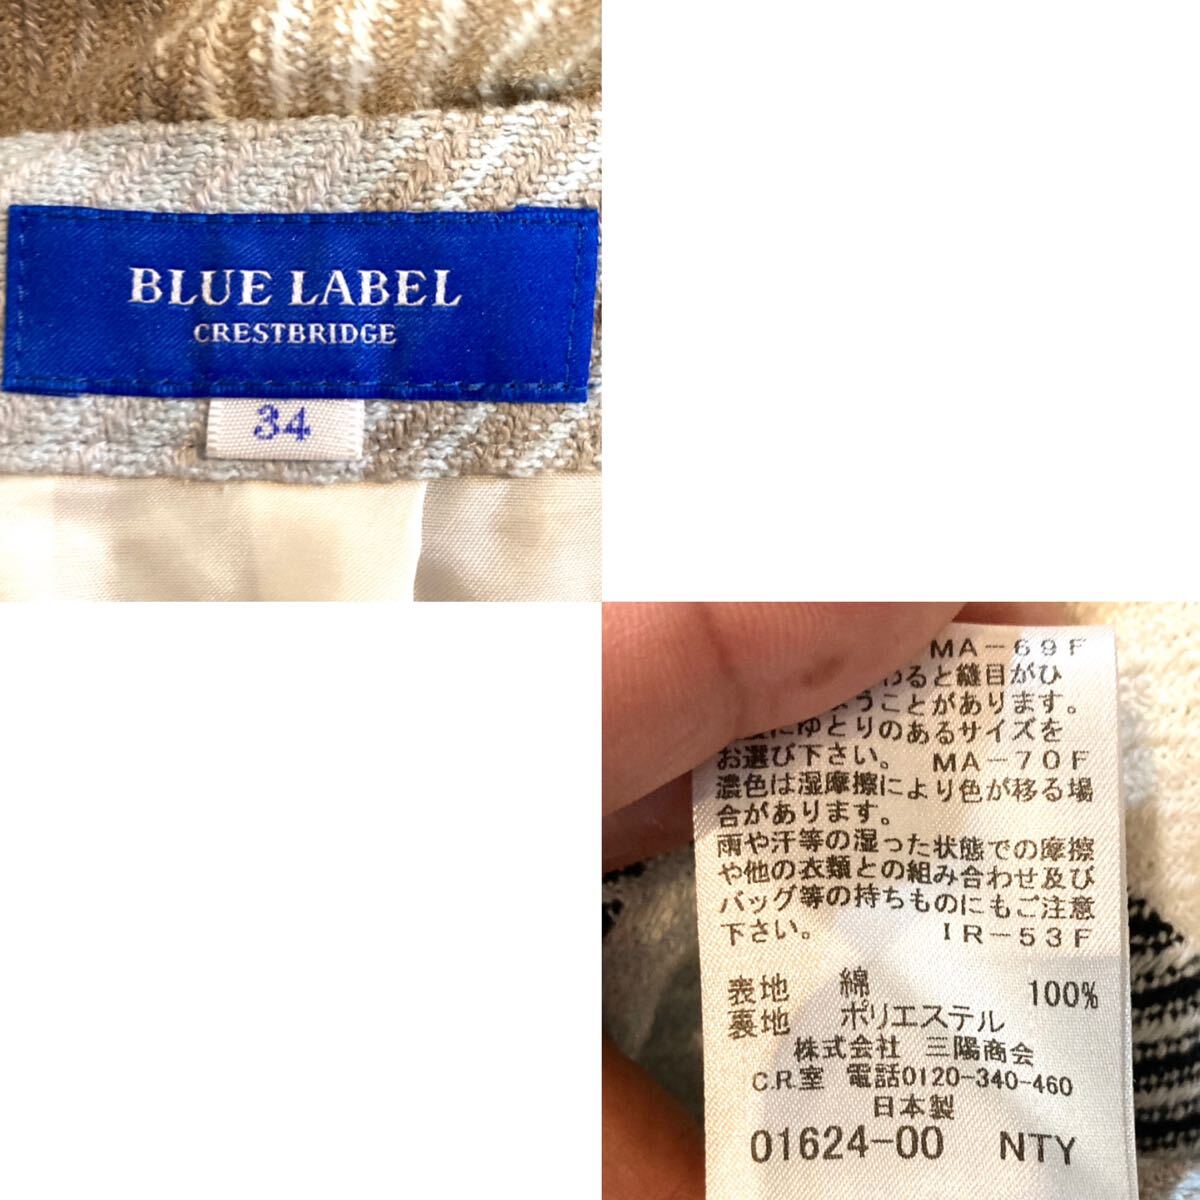 BLUE LABEL
CRESTBRIDGE
34
MA-69F
ると縫目がひ
うことがあります。
にゆとりのあるサイズを
お選び下さい。 MA-70F
濃色は湿摩擦により色が移る場
合があります。
雨や汗等の湿った状態での摩擦
や他の衣類との組み合わせ及び
バッグ等の持ちものにもご注意
下さい。 IR-53F
表地 綿 100%
裏地 ポリエステル
株式会社 三陽商会
C.R.室 電話0120-340-460
日本製
01624-00 NTY